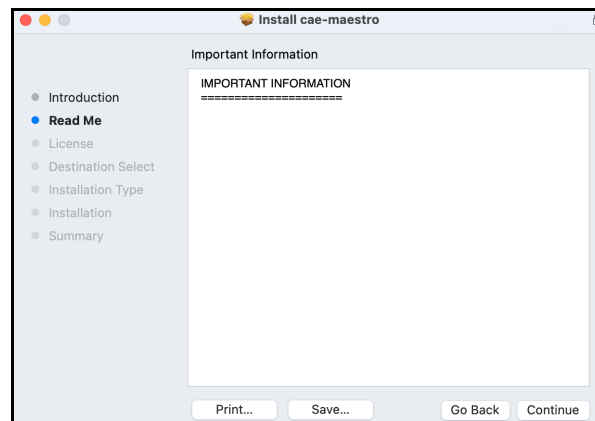 Install cae-maestro
Important Information
IMPORTANT INFORMATION
=====================
Introduction
Read Me
License
Destination Select
Installation Type
Installation
Summary
Print...
Save...
Go Back
Continue